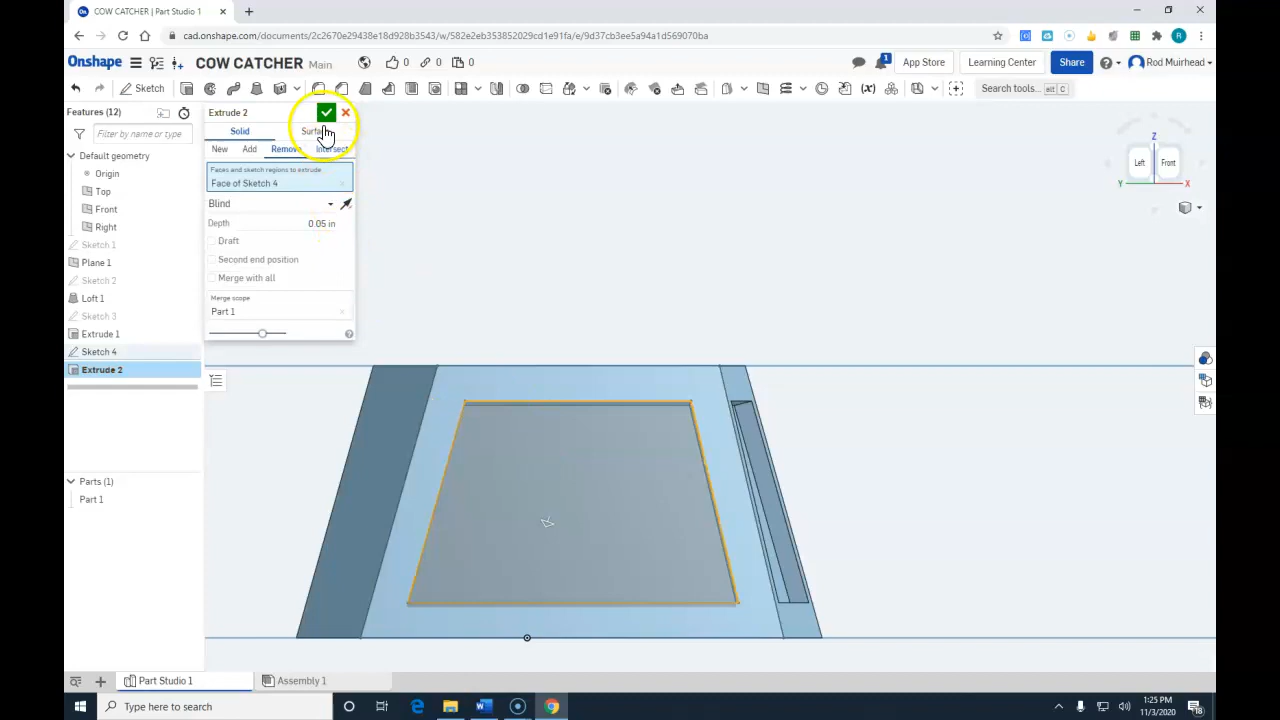 On COW CATCHER | Part Studio 1
cad.onshape.com/documents/2c2670e29438e18d928b3543/w/582e2eb353852029cd1e91fa/e/9d37cb3ee5a94c61d679570ba
R
Onshape COW CATCHER Main 0 0 0 1 App Store Learning Center Share Rod Muirhead
Sketch (x) Search tools... alt C
Features (12)
Filter by name or type
Default geometry
Origin
Top
Front
Right
Sketch 1
Plane 1
Sketch 2
Loft 1
Sketch 3
Extrude 1
Sketch 4
Extrude 2
Parts (1)
Part 1
Extrude 2
Solid
New Add Remove Intersect
Faces and sketch regions to extrude
Face of Sketch 4
Blind
Depth 0.05 in
Draft
Second end position
Merge with all
Merge scope
Part 1
Z
Left Front
Y X
Part Studio 1 Assembly 1
Type here to search
1:25 PM
11/3/2020